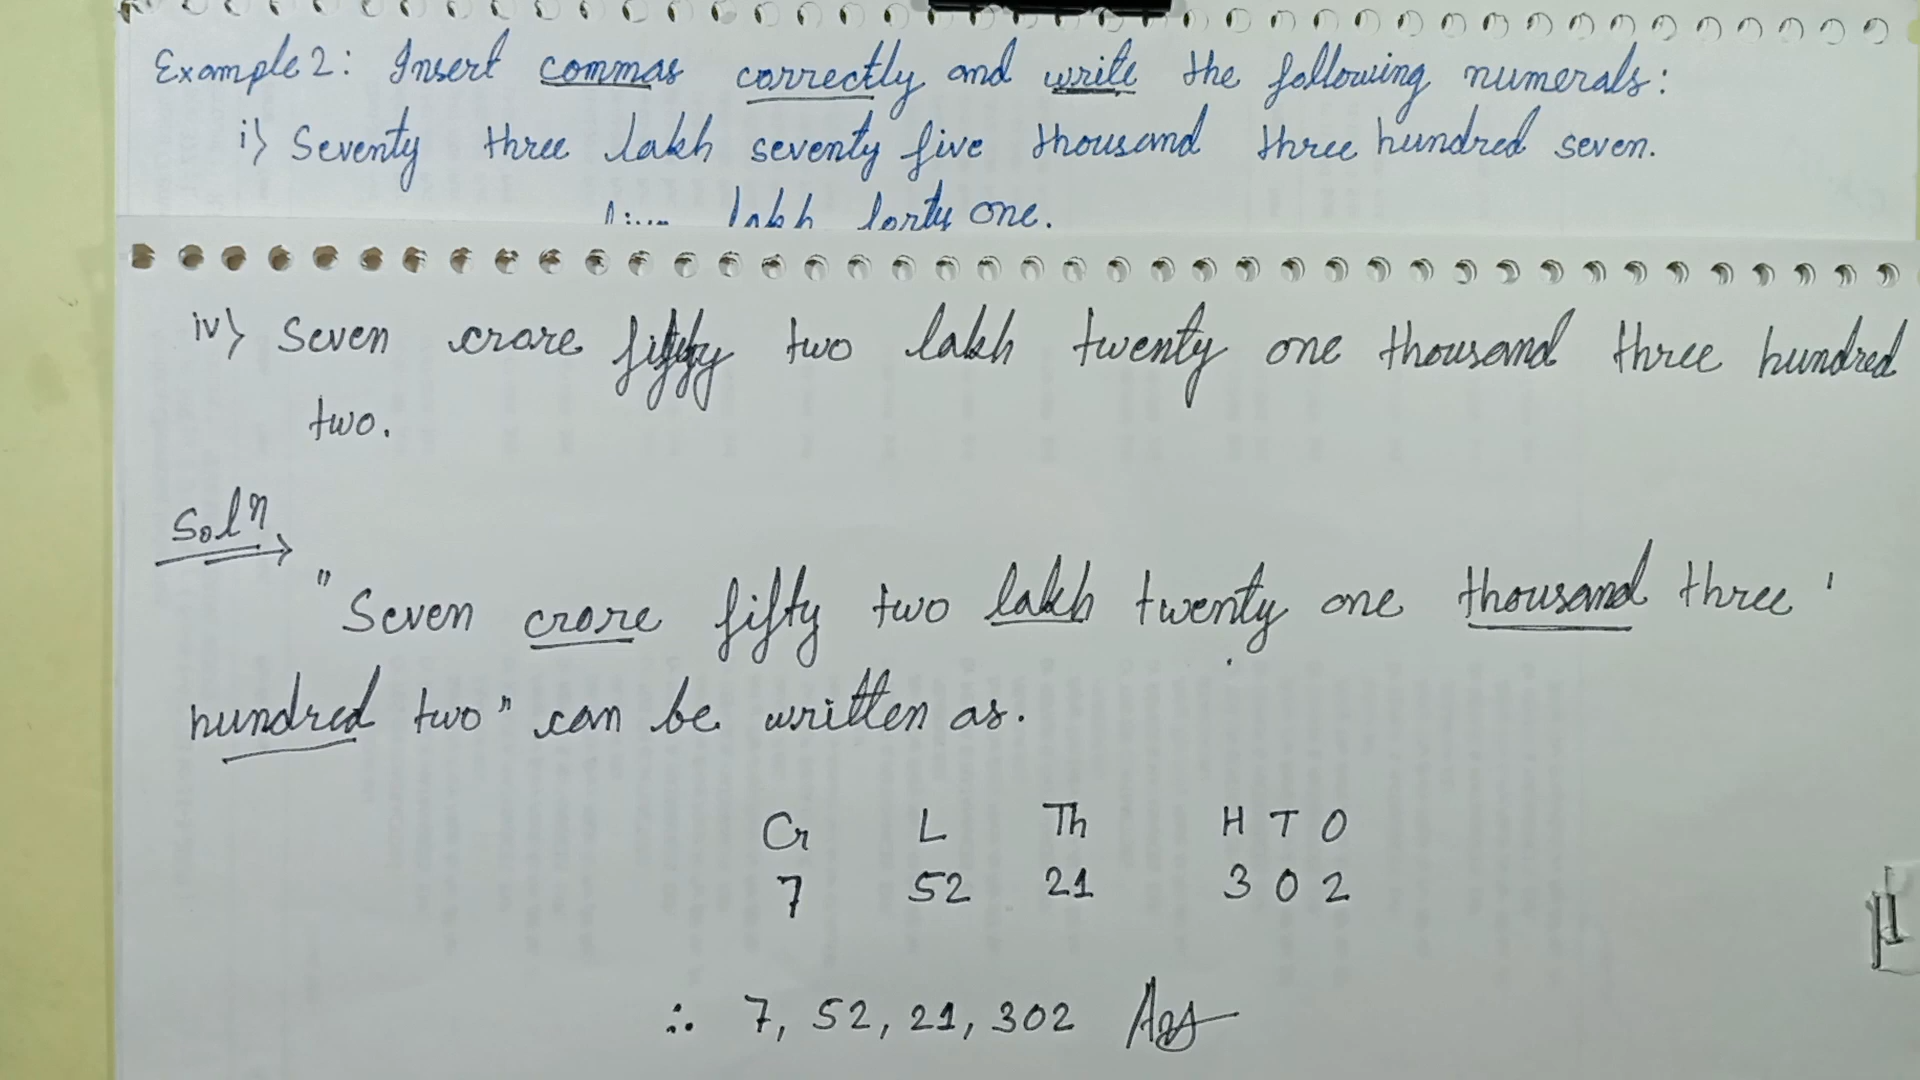 Example 2: Insert commas correctly and write the following numerals:
i) Seventy three lakh seventy five thousand three hundred seven.
lakh forty one.
iv) Seven crore fifty two lakh twenty one thousand three hundred
two.
Solⁿ
"Seven crore fifty two lakh twenty one thousand three
hundred two" can be written as.
Cr L Th H T O
7 52 21 3 0 2
∴ 7, 52, 21, 302 Ans